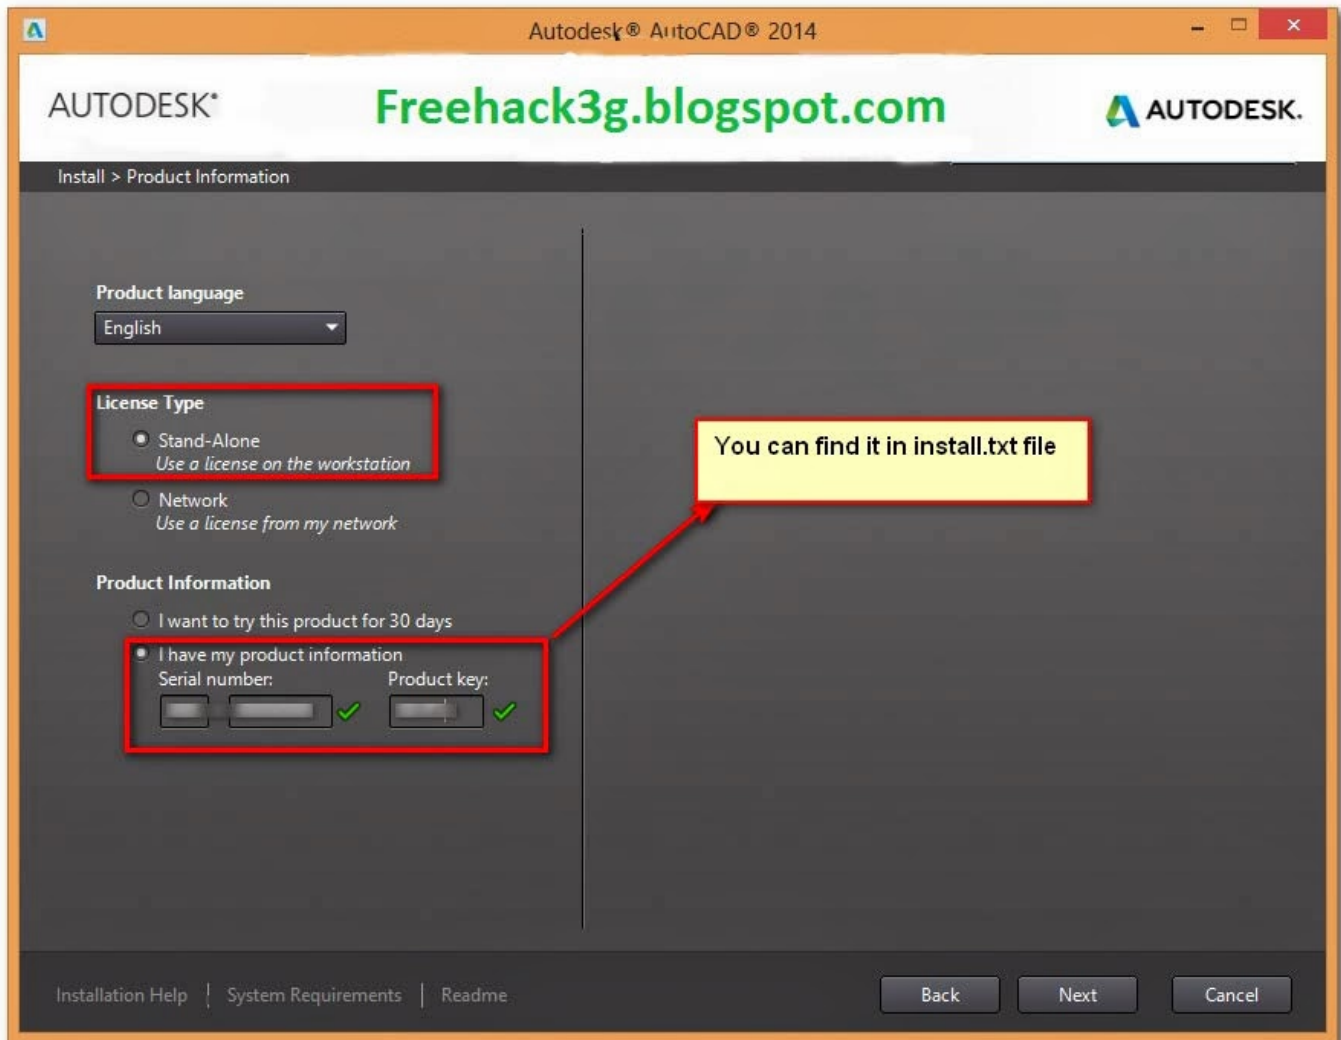 Autodesk® AutoCAD® 2014
AUTODESK®
Freehack3g.blogspot.com
AUTODESK.
Install > Product Information
Product language
English
License Type
Stand-Alone
Use a license on the workstation
Network
Use a license from my network
You can find it in install.txt file
Product Information
I want to try this product for 30 days
I have my product information
Serial number: Product key:
Installation Help | System Requirements | Readme
Back Next Cancel